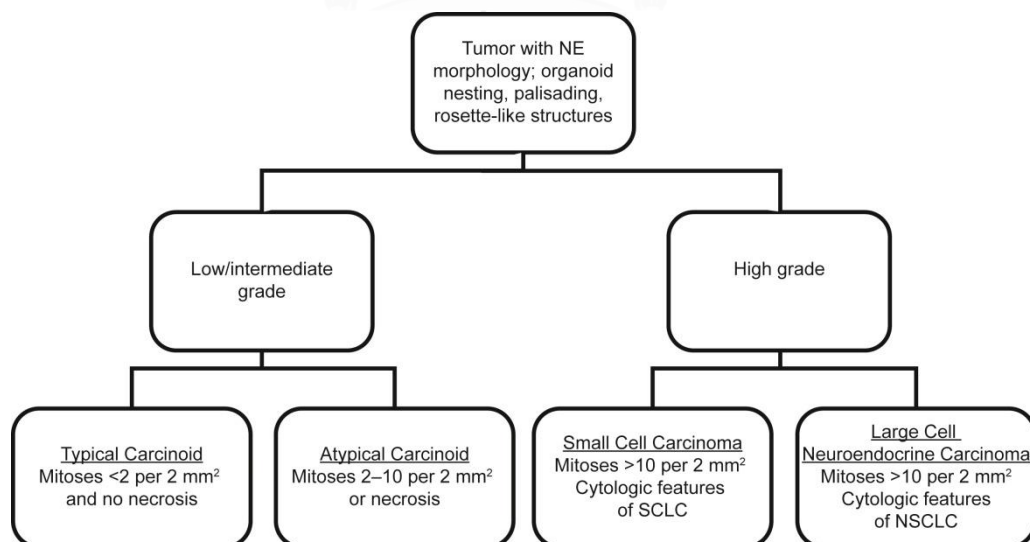 Tumor with NE
morphology; organoid
nesting, palisading,
rosette-like structures
Low/intermediate
grade
High grade
Typical Carcinoid
Mitoses <2 per 2 mm²
and no necrosis
Atypical Carcinoid
Mitoses 2–10 per 2 mm²
or necrosis
Small Cell Carcinoma
Mitoses >10 per 2 mm²
Cytologic features
of SCLC
Large Cell
Neuroendocrine Carcinoma
Mitoses >10 per 2 mm²
Cytologic features
of NSCLC